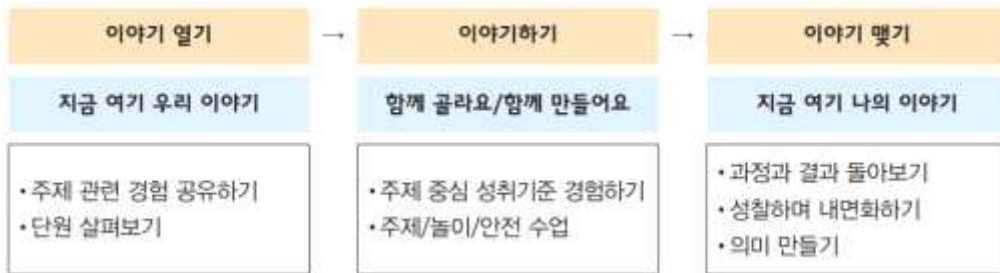 이야기 열기 → 이야기하기 → 이야기 맺기
지금 여기 우리 이야기
함께 골라요/함께 만들어요
지금 여기 나의 이야기
• 주제 관련 경험 공유하기
• 단원 살펴보기
• 주제 중심 성취기준 경험하기
• 주제/놀이/안전 수업
• 과정과 결과 돌아보기
• 성찰하며 내면화하기
• 의미 만들기